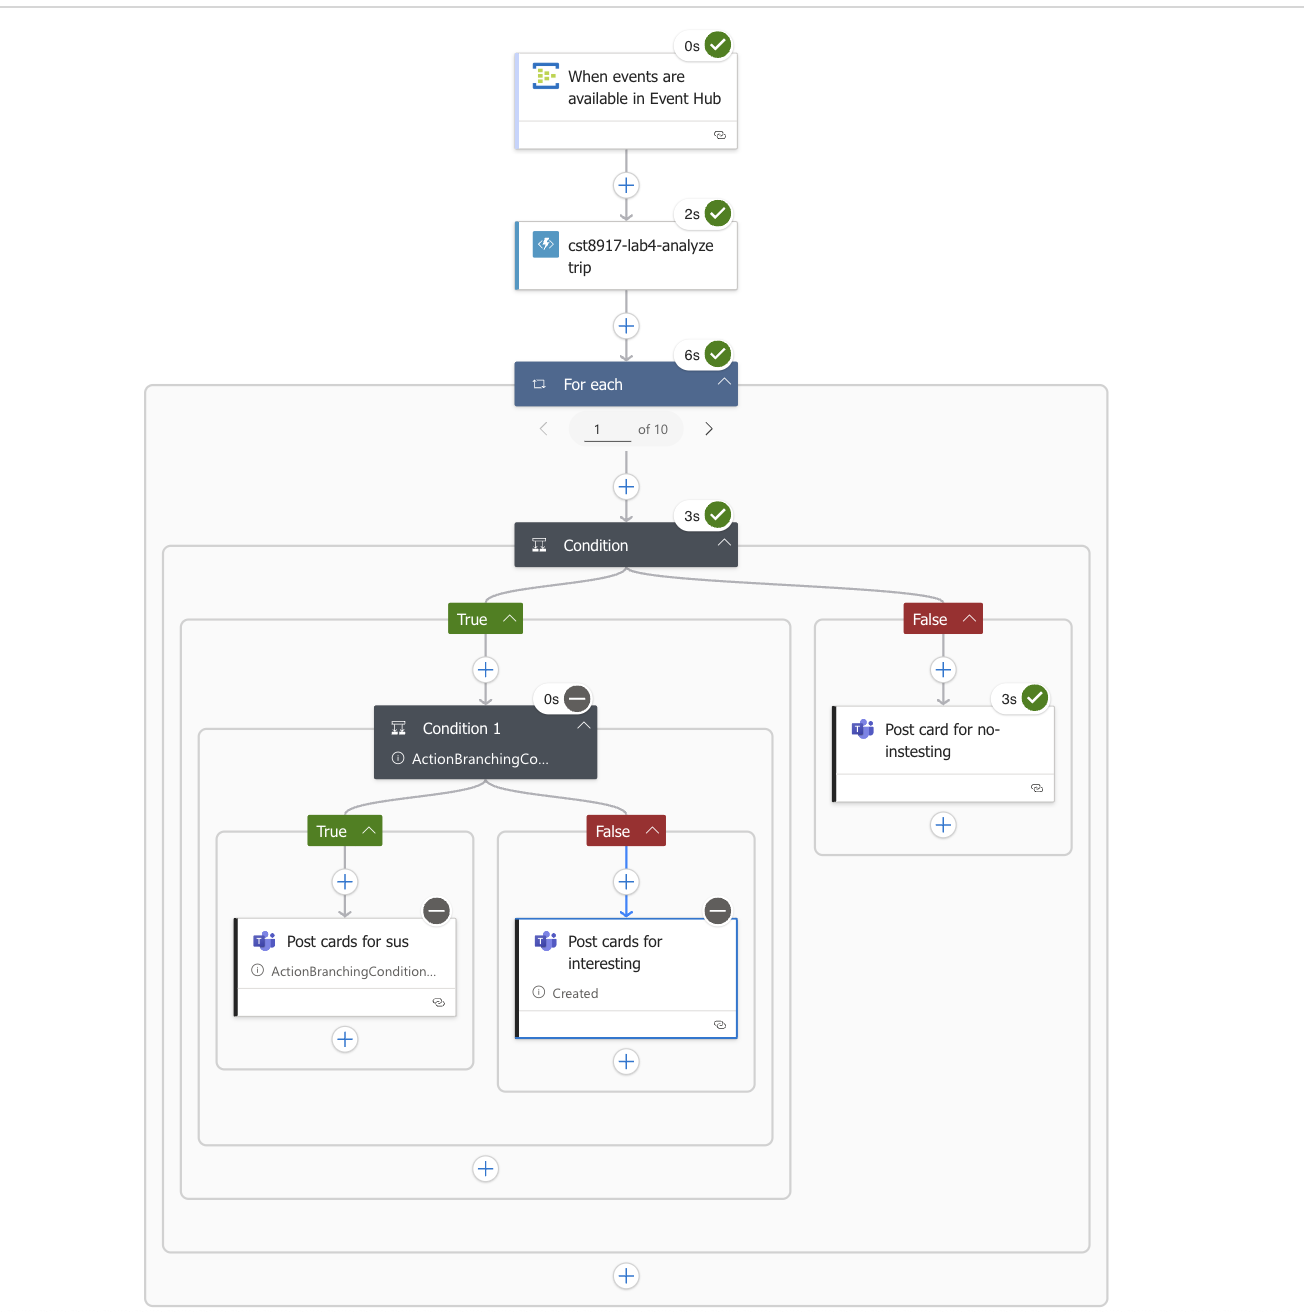 0s
When events are
available in Event Hub
2s
cst8917-lab4-analyze
trip
6s
For each
1 of 10
3s
Condition
True
False
0s
Condition 1
ActionBranchingCo...
3s
Post card for no-
instesting
True
False
Post cards for sus
ActionBranchingCondition...
Post cards for
interesting
Created